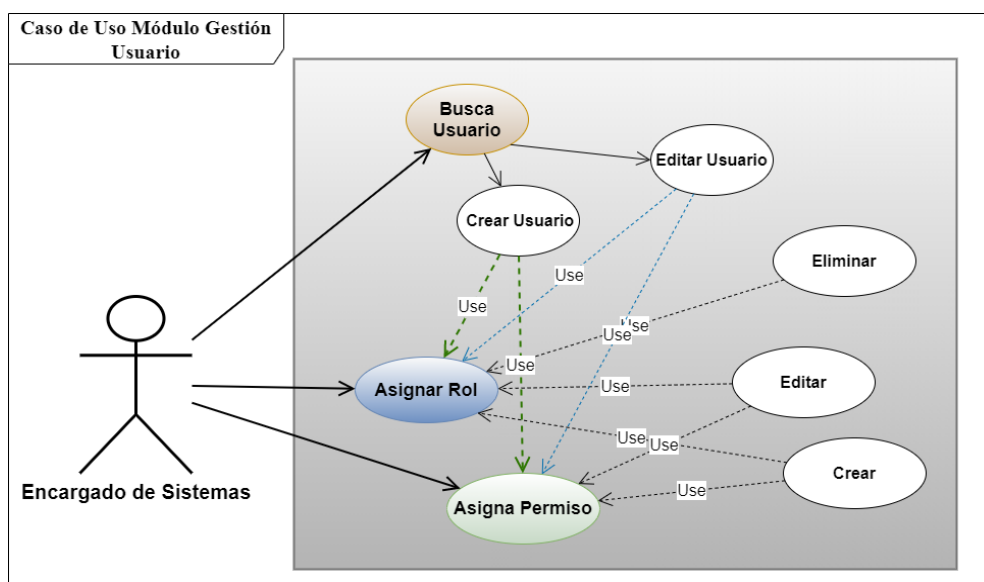 Caso de Uso Módulo Gestión
Usuario
Busca
Usuario
Editar Usuario
Crear Usuario
Eliminar
Use
Use
Use
Use
Use
Asignar Rol
Use
Editar
Use
Use
Crear
Use
Asigna Permiso
Encargado de Sistemas